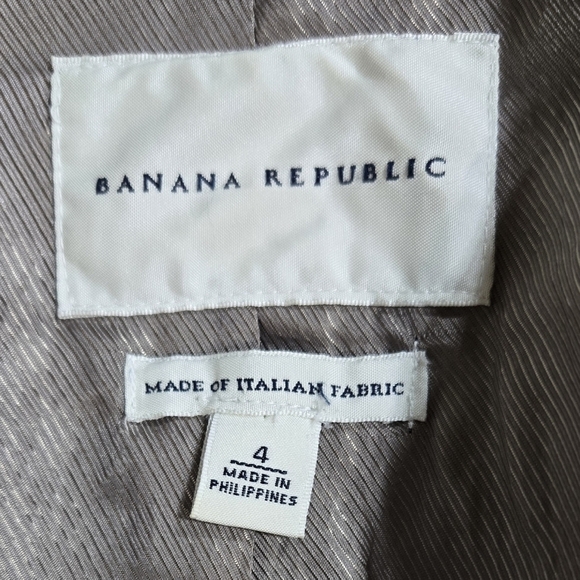 BANANA REPUBLIC
MADE OF ITALIAN FABRIC
4
MADE IN
PHILIPPINES